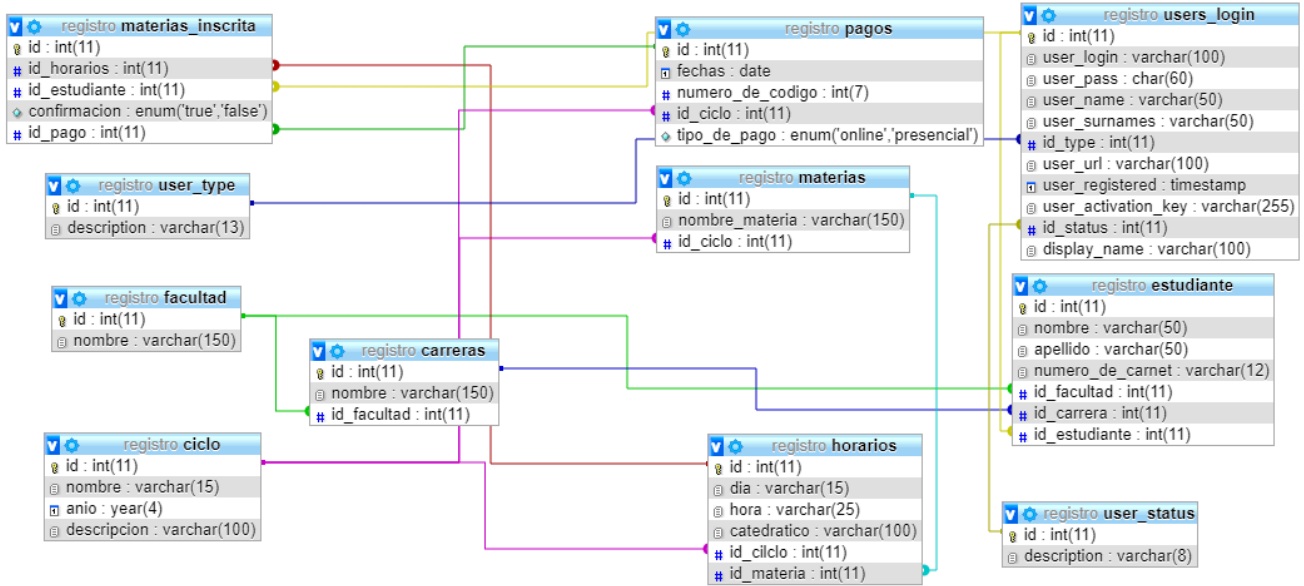 registro materias_inscrita
id : int(11)
id_horarios : int(11)
id_estudiante : int(11)
confirmacion : enum('true','false')
id_pago : int(11)
registro pagos
id : int(11)
fechas : date
numero_de_codigo : int(7)
id_ciclo : int(11)
tipo_de_pago : enum('online','presencial')
registro users_login
id : int(11)
user_login : varchar(100)
user_pass : char(60)
user_name : varchar(50)
user_surnames : varchar(50)
id_type : int(11)
user_url : varchar(100)
user_registered : timestamp
user_activation_key : varchar(255)
id_status : int(11)
display_name : varchar(100)
registro user_type
id : int(11)
description : varchar(13)
registro materias
id : int(11)
nombre_materia : varchar(150)
id_ciclo : int(11)
registro facultad
id : int(11)
nombre : varchar(150)
registro carreras
id : int(11)
nombre : varchar(150)
id_facultad : int(11)
registro estudiante
id : int(11)
nombre : varchar(50)
apellido : varchar(50)
numero_de_carnet : varchar(12)
id_facultad : int(11)
id_carrera : int(11)
id_estudiante : int(11)
registro ciclo
id : int(11)
nombre : varchar(15)
anio : year(4)
descripcion : varchar(100)
registro horarios
id : int(11)
dia : varchar(15)
hora : varchar(25)
catedratico : varchar(100)
id_cilclo : int(11)
id_materia : int(11)
registro user_status
id : int(11)
description : varchar(8)